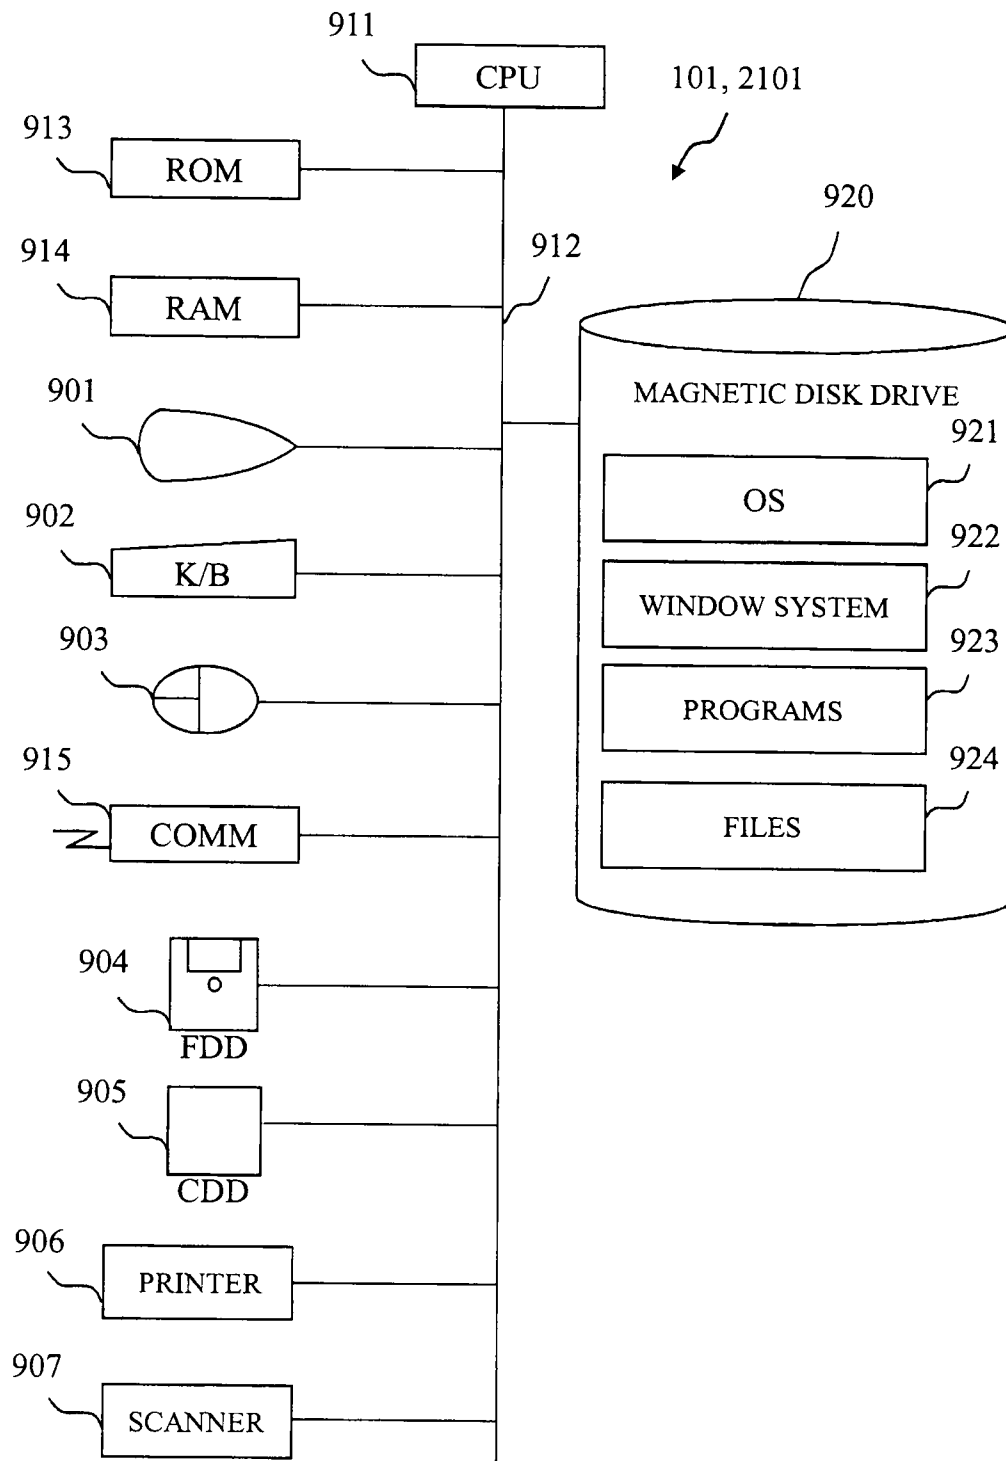 911
CPU
101, 2101
913
ROM
920
914
RAM
912
MAGNETIC DISK DRIVE
901
921
OS
902
K/B
922
WINDOW SYSTEM
903
923
PROGRAMS
915
COMM
924
FILES
904
FDD
905
CDD
906
PRINTER
907
SCANNER